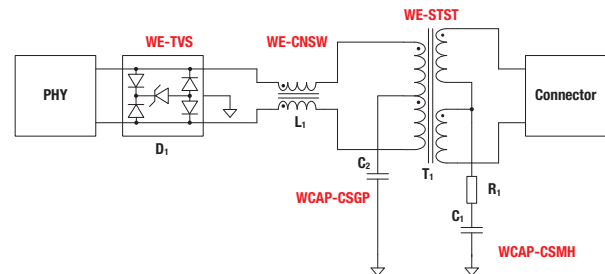 WE-STST
WE-TVS
WE-CNSW
PHY
Connector
L1
D1
C2
T1
R1
WCAP-CSGP
C1
WCAP-CSMH